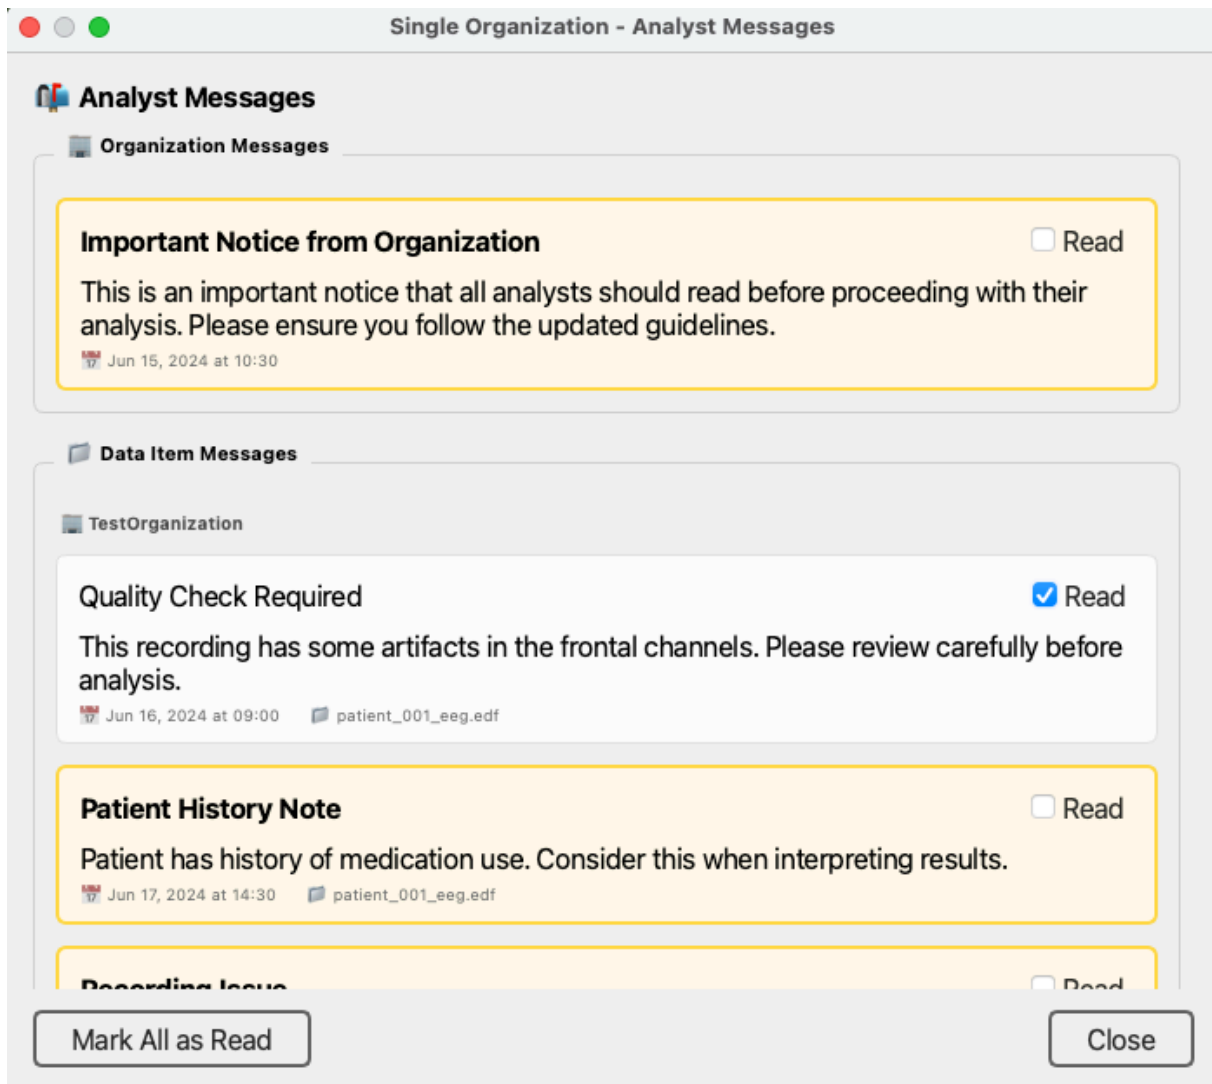 Single Organization - Analyst Messages
Analyst Messages
Organization Messages
Important Notice from Organization
Read
This is an important notice that all analysts should read before proceeding with their
analysis. Please ensure you follow the updated guidelines.
Jun 15, 2024 at 10:30
Data Item Messages
TestOrganization
Quality Check Required
Read
This recording has some artifacts in the frontal channels. Please review carefully before
analysis.
Jun 16, 2024 at 09:00 patient_001_eeg.edf
Patient History Note
Read
Patient has history of medication use. Consider this when interpreting results.
Jun 17, 2024 at 14:30 patient_001_eeg.edf
Recording Issue
Read
Mark All as Read
Close